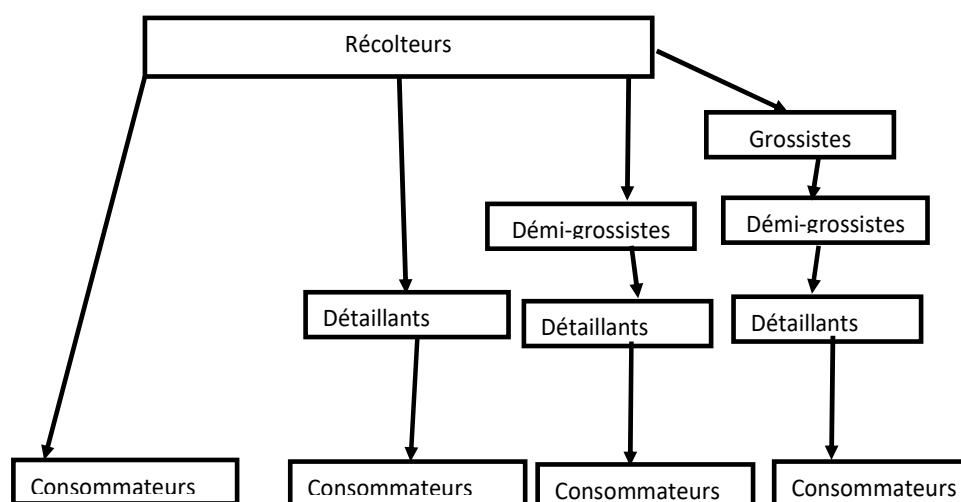 Récolteurs
Grossistes
Démi-grossistes
Démi-grossistes
Détaillants
Détaillants
Détaillants
Consommateurs
Consommateurs
Consommateurs
Consommateurs